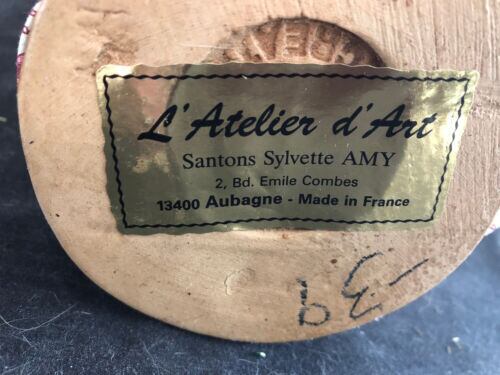 L'Atelier d'Art
Santons Sylvette AMY
2, Bd. Emile Combes
13400 Aubagne - Made in France